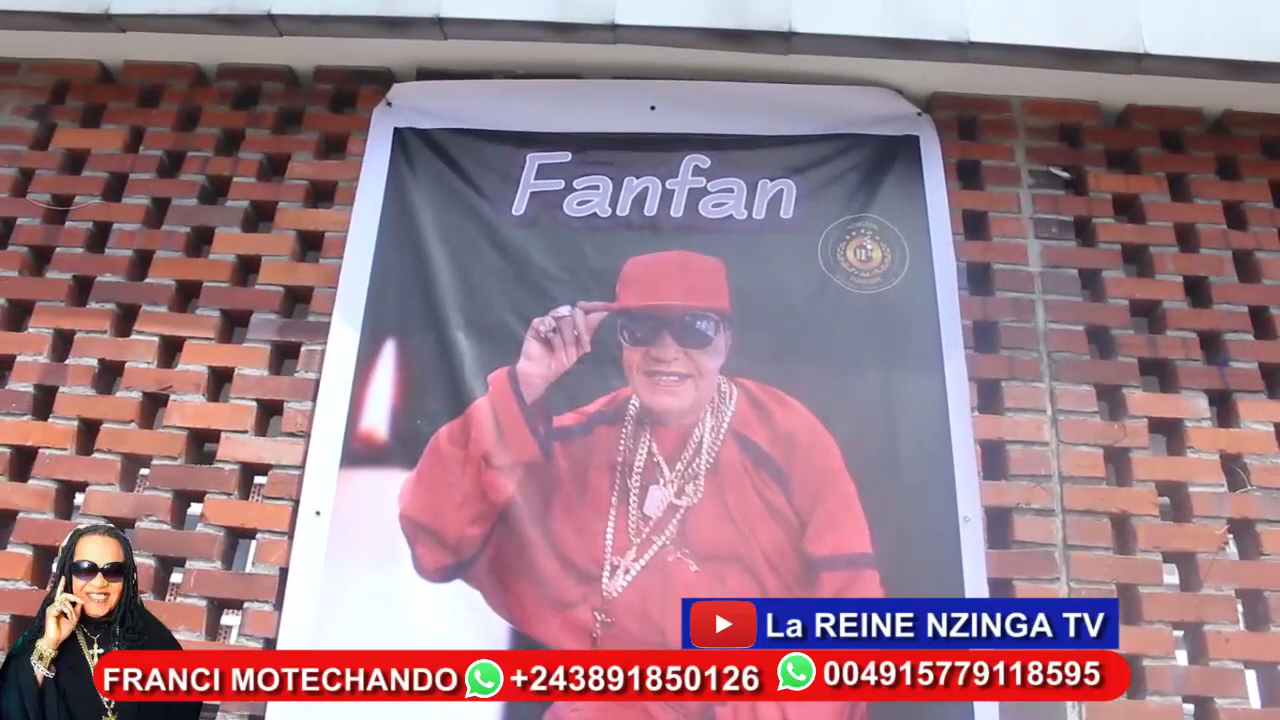 Fanfan
La REINE NZINGA TV
FRANCI MOTECHANDO +243891850126 004915779118595